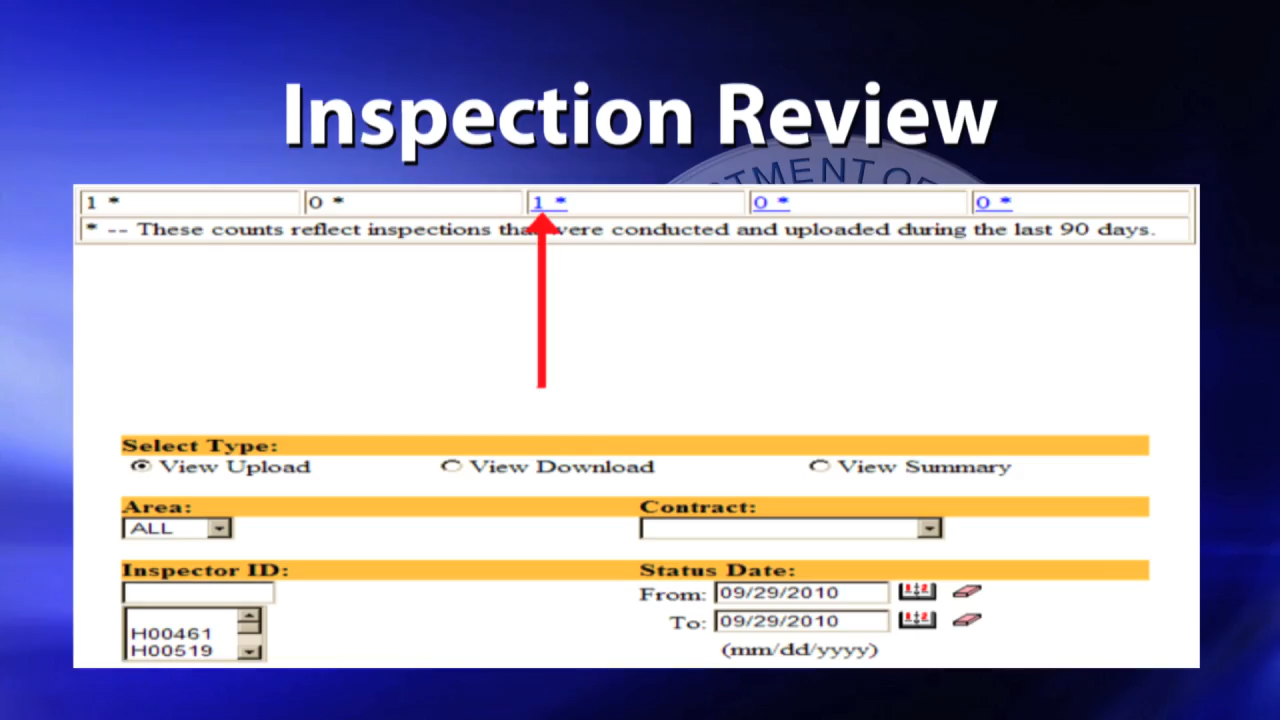 Inspection Review
TMENT OF
1 * 0 * 1 * 0 * 0 *
* -- These counts reflect inspections that were conducted and uploaded during the last 90 days.
Select Type:
View Upload View Download View Summary
Area: Contract:
ALL
Inspector ID: Status Date:
From: 09/29/2010
H00461 To: 09/29/2010
H00519 (mm/dd/yyyy)